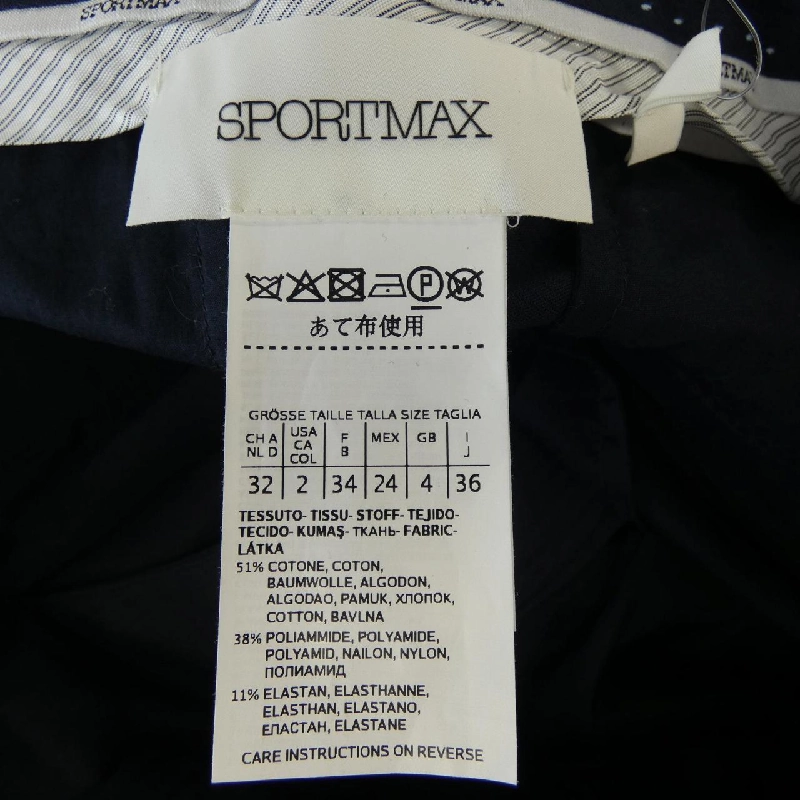 SPORTMAX
SPORTMAX
P W
あて布使用
GRÖSSE TAILLE TALLA SIZE TAGLIA
CH A NL D USA CA COL F B MEX GB I J
32 2 34 24 4 36
TESSUTO- TISSU- STOFF- TEJIDO-
TECIDO- KUMAŞ- ТКАНЬ- FABRIC-
LÁTKA
51% COTONE, COTON,
BAUMWOLLE, ALGODON,
ALGODAO, PAMUK, ХЛОПОК,
COTTON, BAVLNA
38% POLIAMMIDE, POLYAMIDE,
POLYAMID, NAILON, NYLON,
ПОЛИАМИД
11% ELASTAN, ELASTHANNE,
ELASTHAN, ELASTANO,
ЕЛАСТАН, ELASTANE
CARE INSTRUCTIONS ON REVERSE